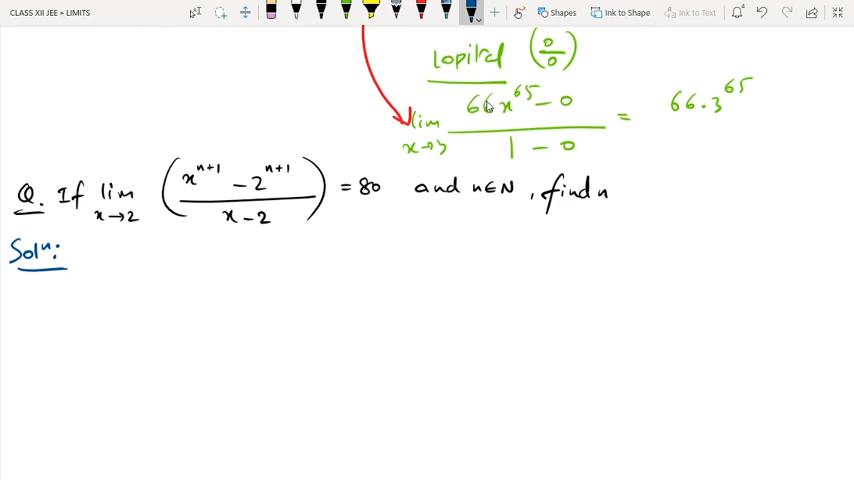 CLASS XII JEE » LIMITS
Shapes
Ink to Shape
Ink to Text
Lopital (0/0)
lim x→3 (66x^65 – 0)/(1 – 0) = 66.3^65
Q. If lim x→2 ((x^(n+1) – 2^(n+1))/(x – 2)) = 80 and n∈N, find n
Sol^n: